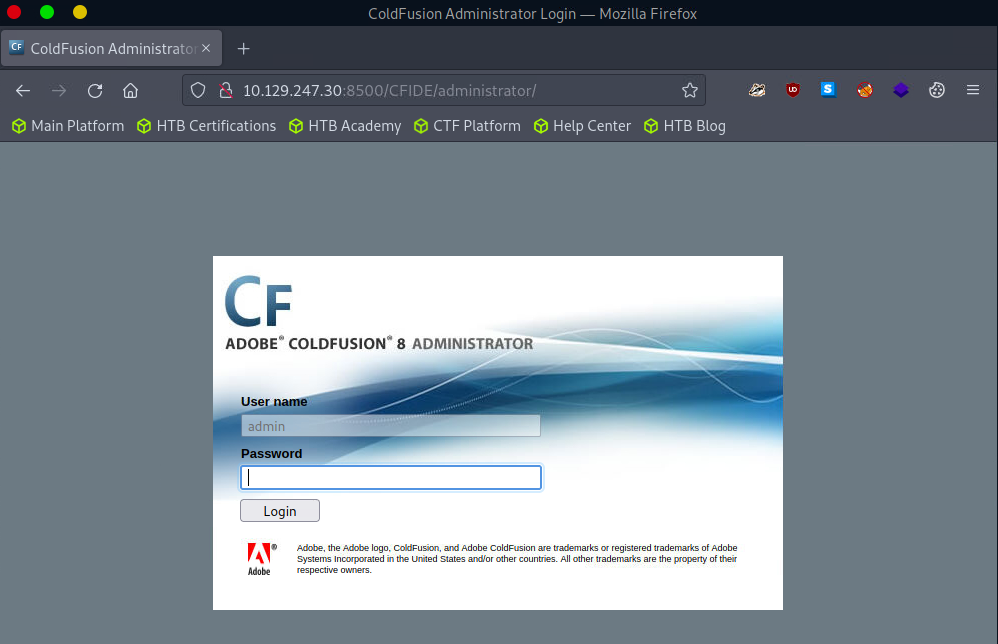 ColdFusion Administrator Login — Mozilla Firefox
CF ColdFusion Administrator
10.129.247.30:8500/CFIDE/administrator/
Main Platform HTB Certifications HTB Academy CTF Platform Help Center HTB Blog
CF
ADOBE® COLDFUSION® 8 ADMINISTRATOR
User name
admin
Password
Login
Adobe
Adobe, the Adobe logo, ColdFusion, and Adobe ColdFusion are trademarks or registered trademarks of Adobe
Systems Incorporated in the United States and/or other countries. All other trademarks are the property of their
respective owners.